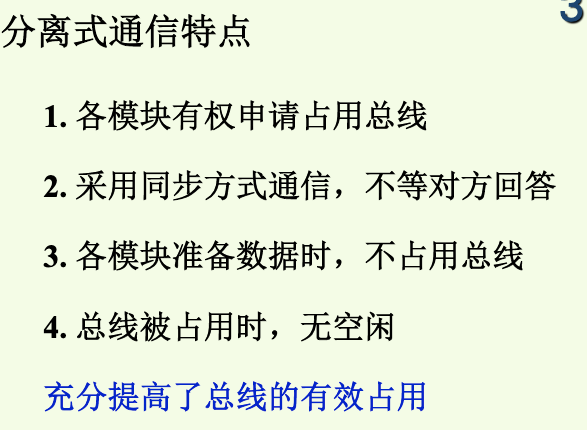 3
分离式通信特点
1. 各模块有权申请占用总线
2. 采用同步方式通信，不等对方回答
3. 各模块准备数据时，不占用总线
4. 总线被占用时，无空闲
充分提高了总线的有效占用